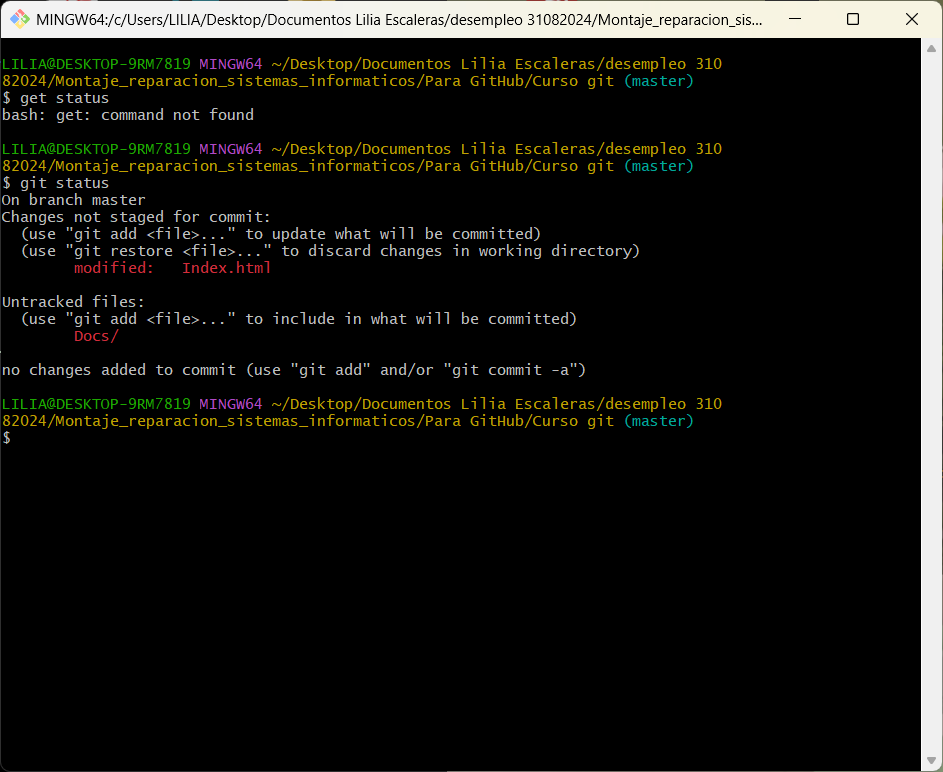 MINGW64:/c/Users/LILIA/Desktop/Documentos Lilia Escaleras/desempleo 31082024/Montaje_reparacion_sis...
LILIA@DESKTOP-9RM7819 MINGW64 ~/Desktop/Documentos Lilia Escaleras/desempleo 310
82024/Montaje_reparacion_sistemas_informaticos/Para GitHub/Curso git (master)
$ get status
bash: get: command not found
LILIA@DESKTOP-9RM7819 MINGW64 ~/Desktop/Documentos Lilia Escaleras/desempleo 310
82024/Montaje_reparacion_sistemas_informaticos/Para GitHub/Curso git (master)
$ git status
On branch master
Changes not staged for commit:
  (use "git add <file>..." to update what will be committed)
  (use "git restore <file>..." to discard changes in working directory)
        modified:   Index.html
Untracked files:
  (use "git add <file>..." to include in what will be committed)
        Docs/
no changes added to commit (use "git add" and/or "git commit -a")
LILIA@DESKTOP-9RM7819 MINGW64 ~/Desktop/Documentos Lilia Escaleras/desempleo 310
82024/Montaje_reparacion_sistemas_informaticos/Para GitHub/Curso git (master)
$